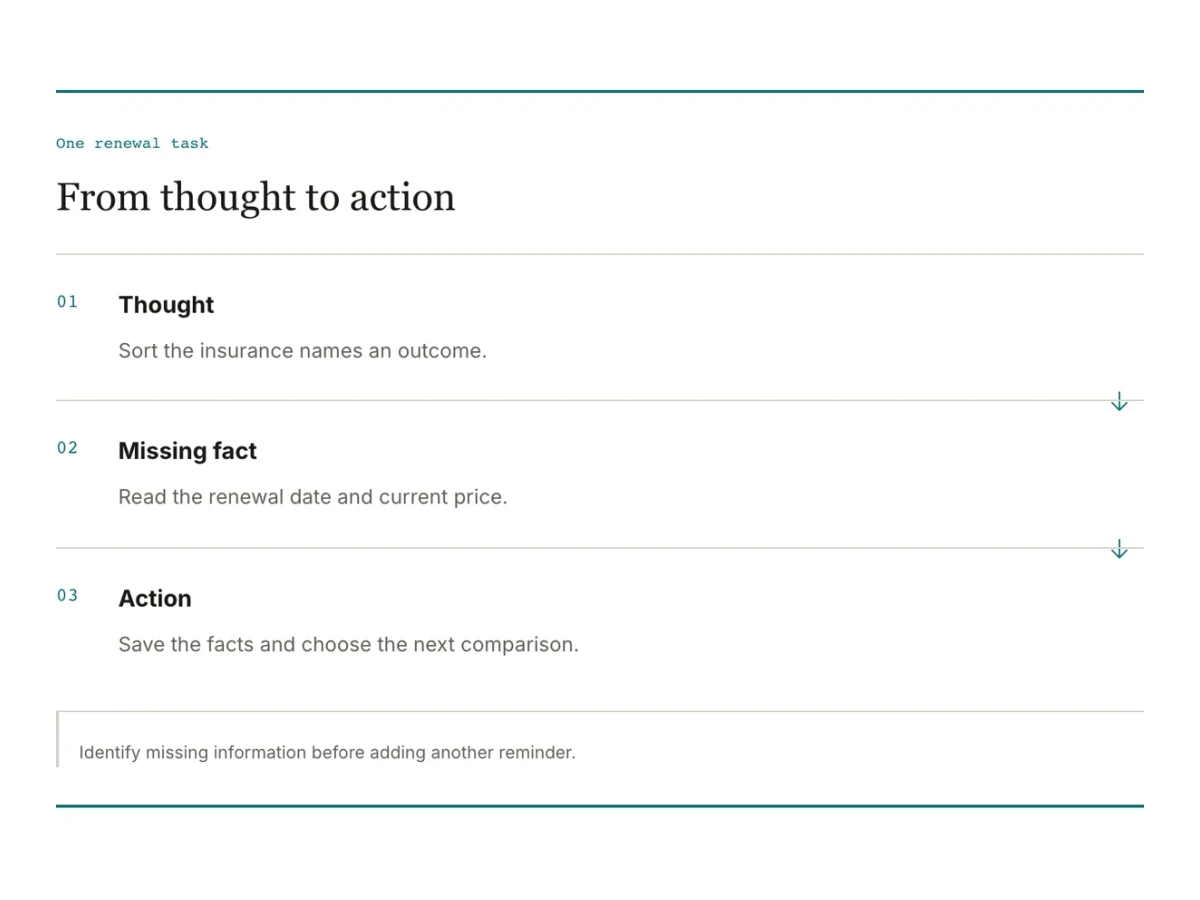 One renewal task
From thought to action
01
Thought
Sort the insurance names an outcome.
02
Missing fact
Read the renewal date and current price.
03
Action
Save the facts and choose the next comparison.
Identify missing information before adding another reminder.